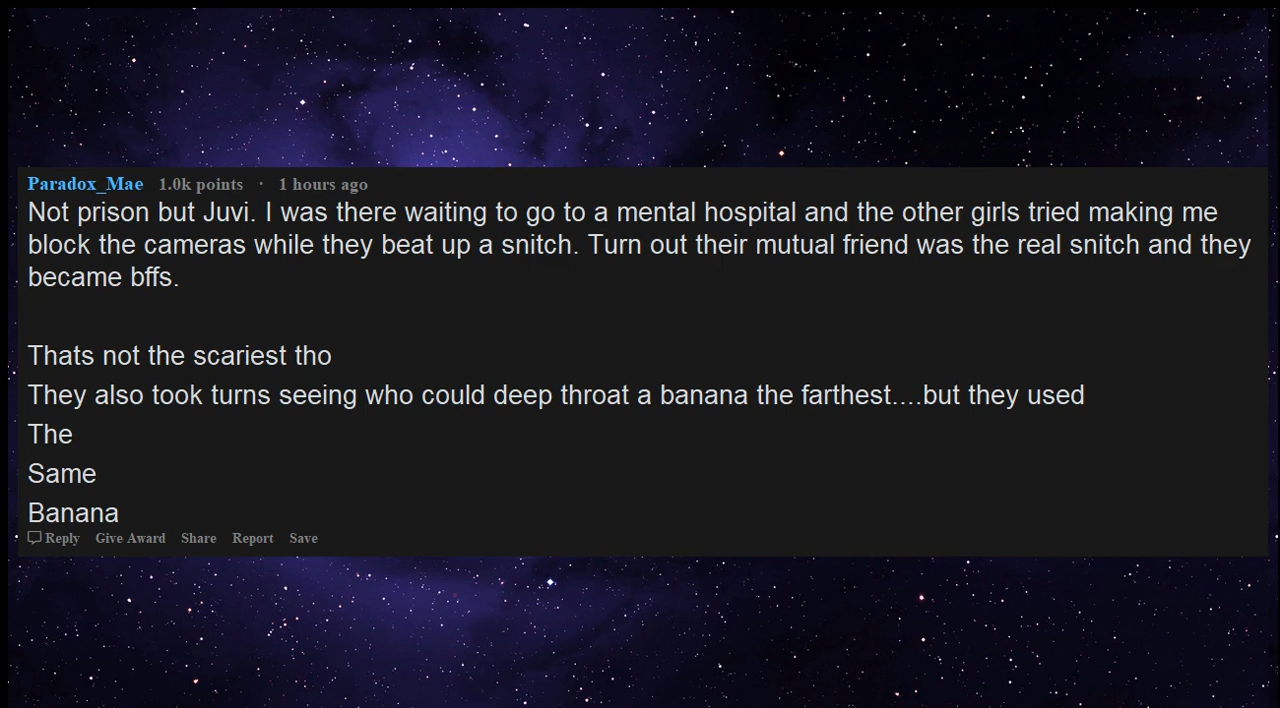 Paradox_Mae 1.0k points · 1 hours ago
Not prison but Juvi. I was there waiting to go to a mental hospital and the other girls tried making me
block the cameras while they beat up a snitch. Turn out their mutual friend was the real snitch and they
became bffs.
Thats not the scariest tho
They also took turns seeing who could deep throat a banana the farthest....but they used
The
Same
Banana
Reply Give Award Share Report Save